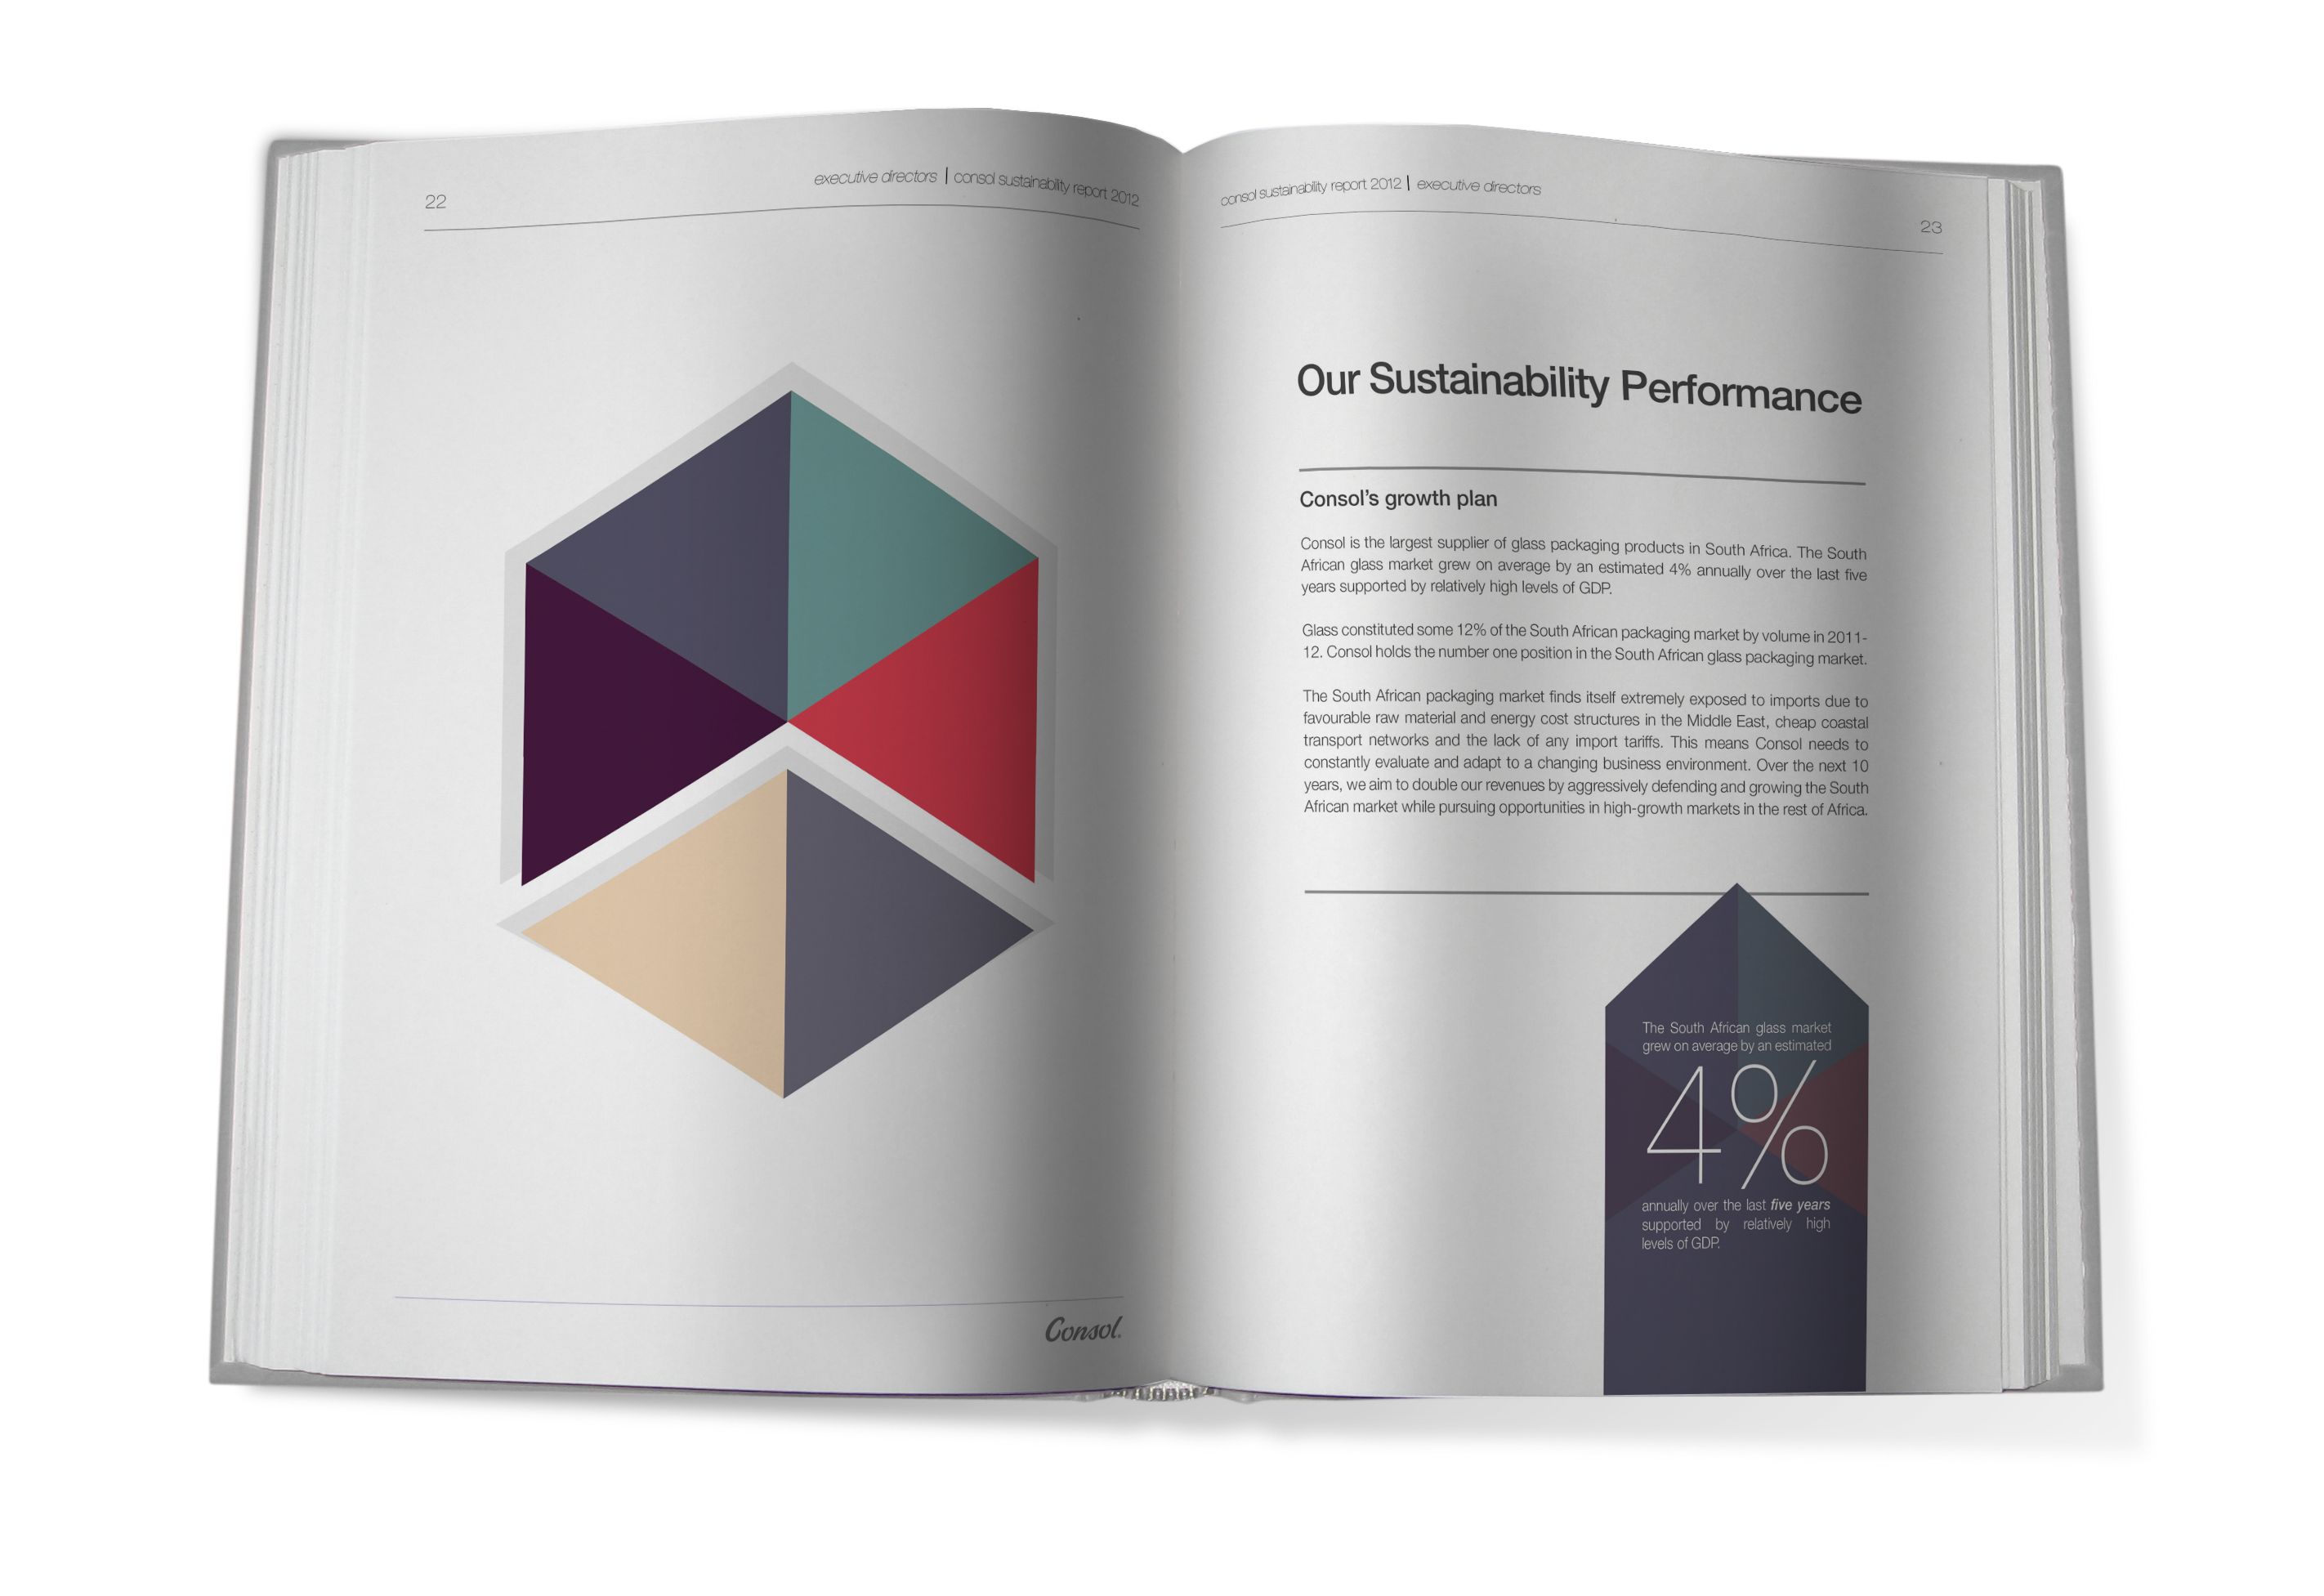 22
executive directors | consol sustainability report 2012
Consol.
consol sustainability report 2012 | executive directors
23
Our Sustainability Performance
Consol’s growth plan
Consol is the largest supplier of glass packaging products in South Africa. The South
African glass market grew on average by an estimated 4% annually over the last five
years supported by relatively high levels of GDP.
Glass constituted some 12% of the South African packaging market by volume in 2011-
12. Consol holds the number one position in the South African glass packaging market.
The South African packaging market finds itself extremely exposed to imports due to
favourable raw material and energy cost structures in the Middle East, cheap coastal
transport networks and the lack of any import tariffs. This means Consol needs to
constantly evaluate and adapt to a changing business environment. Over the next 10
years, we aim to double our revenues by aggressively defending and growing the South
African market while pursuing opportunities in high-growth markets in the rest of Africa.
The South African glass market
grew on average by an estimated
4%
annually over the last five years
supported by relatively high
levels of GDP.